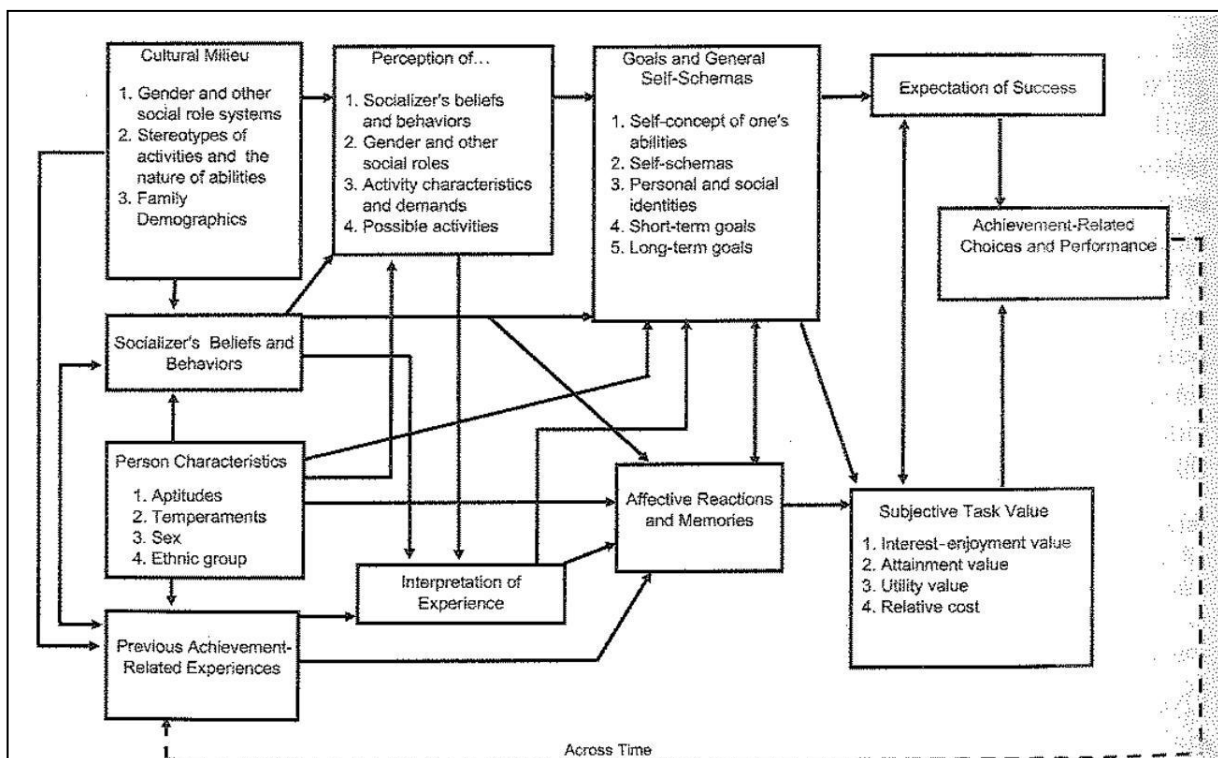 Cultural Milieu
1. Gender and other
social role systems
2. Stereotypes of
activities and the
nature of abilities
3. Family
Demographics
Perception of...
1. Socializer's beliefs
and behaviors
2. Gender and other
social roles
3. Activity characteristics
and demands
4. Possible activities
Goals and General
Self-Schemas
1. Self-concept of one's
abilities
2. Self-schemas
3. Personal and social
identities
4. Short-term goals
5. Long-term goals
Expectation of Success
Achievement-Related
Choices and Performance
Socializer's Beliefs and
Behaviors
Person Characteristics
1. Aptitudes
2. Temperaments
3. Sex
4. Ethnic group
Previous Achievement-
Related Experiences
Interpretation of
Experience
Affective Reactions
and Memories
Subjective Task Value
1. Interest-enjoyment value
2. Attainment value
3. Utility value
4. Relative cost
Across Time